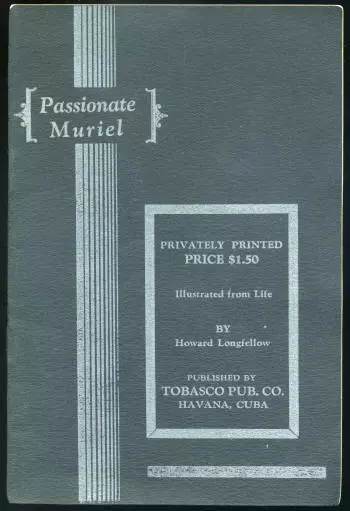 Passionate
Muriel
PRIVATELY PRINTED
PRICE $1.50
Illustrated from Life
BY
Howard Longfellow
PUBLISHED BY
TOBASCO PUB. CO.
HAVANA, CUBA